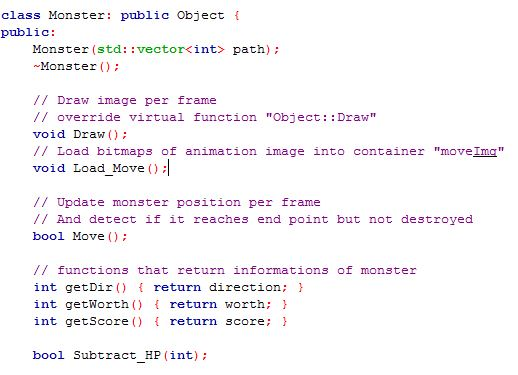 class Monster: public Object {
public:
    Monster(std::vector<int> path);
    ~Monster();

    // Draw image per frame
    // override virtual function "Object::Draw"
    void Draw();
    // Load bitmaps of animation image into container "moveImg"
    void Load_Move();

    // Update monster position per frame
    // And detect if it reaches end point but not destroyed
    bool Move();

    // functions that return informations of monster
    int getDir() { return direction; }
    int getWorth() { return worth; }
    int getScore() { return score; }

    bool Subtract_HP(int);